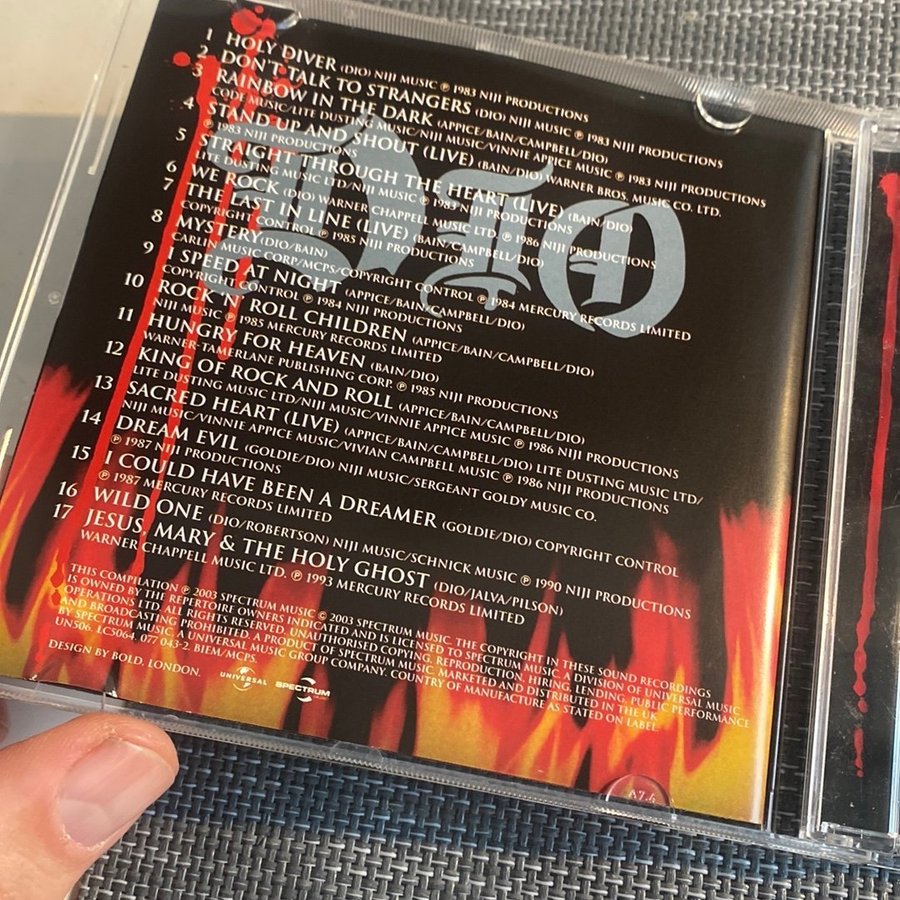 1 HOLY DIVER (DIO) NIJI MUSIC ℗ 1983 NIJI PRODUCTIONS
2 DON'T TALK TO STRANGERS (DIO) NIJI MUSIC ℗ 1983 NIJI PRODUCTIONS
3 RAINBOW IN THE DARK (APPICE/BAIN/CAMPBELL/DIO)
CODE MUSIC/LITE DUSTING MUSIC/NIJI MUSIC/VINNIE APPICE MUSIC ℗ 1983 NIJI PRODUCTIONS
4 STAND UP AND SHOUT (LIVE) (BAIN/DIO) WARNER BROS. MUSIC CO. LTD.
℗ 1983 NIJI PRODUCTIONS
5 STRAIGHT THROUGH THE HEART (LIVE) (BAIN/DIO)
LITE DUSTING MUSIC LTD/NIJI MUSIC ℗ 1983 NIJI PRODUCTIONS
6 WE ROCK (DIO) WARNER CHAPPELL MUSIC LTD. ℗ 1986 NIJI PRODUCTIONS
7 THE LAST IN LINE (LIVE) (BAIN/CAMPBELL/DIO)
COPYRIGHT CONTROL ℗ 1985 NIJI PRODUCTIONS
8 MYSTERY (DIO/BAIN)
CARLIN MUSIC CORP/MCPS/COPYRIGHT CONTROL ℗ 1984 MERCURY RECORDS LIMITED
9 I SPEED AT NIGHT (APPICE/BAIN/CAMPBELL/DIO)
COPYRIGHT CONTROL ℗ 1984 NIJI PRODUCTIONS
10 ROCK 'N' ROLL CHILDREN (APPICE/BAIN/CAMPBELL/DIO)
NIJI MUSIC ℗ 1985 MERCURY RECORDS LIMITED
11 HUNGRY FOR HEAVEN (BAIN/DIO)
WARNER-TAMERLANE PUBLISHING CORP. ℗ 1985 NIJI PRODUCTIONS
12 KING OF ROCK AND ROLL (APPICE/BAIN/CAMPBELL/DIO)
LITE DUSTING MUSIC LTD/NIJI MUSIC/VINNIE APPICE MUSIC ℗ 1986 NIJI PRODUCTIONS
13 SACRED HEART (LIVE) (APPICE/BAIN/CAMPBELL/DIO) LITE DUSTING MUSIC LTD/
NIJI MUSIC/VINNIE APPICE MUSIC/VIVIAN CAMPBELL MUSIC ℗ 1986 NIJI PRODUCTIONS
14 DREAM EVIL (GOLDIE/DIO) NIJI MUSIC/SERGEANT GOLDY MUSIC CO.
℗ 1987 NIJI PRODUCTIONS
15 I COULD HAVE BEEN A DREAMER (GOLDIE/DIO) COPYRIGHT CONTROL
℗ 1987 MERCURY RECORDS LIMITED
16 WILD ONE (DIO/ROBERTSON) NIJI MUSIC/SCHNICK MUSIC ℗ 1990 NIJI PRODUCTIONS
17 JESUS, MARY & THE HOLY GHOST (DIO/JALVA/PILSON)
WARNER CHAPPELL MUSIC LTD. ℗ 1993 MERCURY RECORDS LIMITED
DIO
THIS COMPILATION ℗ 2003 SPECTRUM MUSIC © 2003 SPECTRUM MUSIC. THE COPYRIGHT IN THESE SOUND RECORDINGS
IS OWNED BY THE REPERTOIRE OWNERS INDICATED AND IS LICENSED TO SPECTRUM MUSIC. A DIVISION OF UNIVERSAL MUSIC
OPERATIONS LTD. ALL RIGHTS RESERVED. UNAUTHORISED COPYING, REPRODUCTION, HIRING, LENDING, PUBLIC PERFORMANCE
AND BROADCASTING PROHIBITED. A PRODUCT OF SPECTRUM MUSIC. MARKETED AND DISTRIBUTED IN THE UK
BY SPECTRUM MUSIC, A UNIVERSAL MUSIC GROUP COMPANY. COUNTRY OF MANUFACTURE AS STATED ON LABEL.
UN506. LC5064. 077 043-2. BIEM/MCPS.
DESIGN BY BOLD, LONDON.
UNIVERSAL
SPECTRUM
A7.6